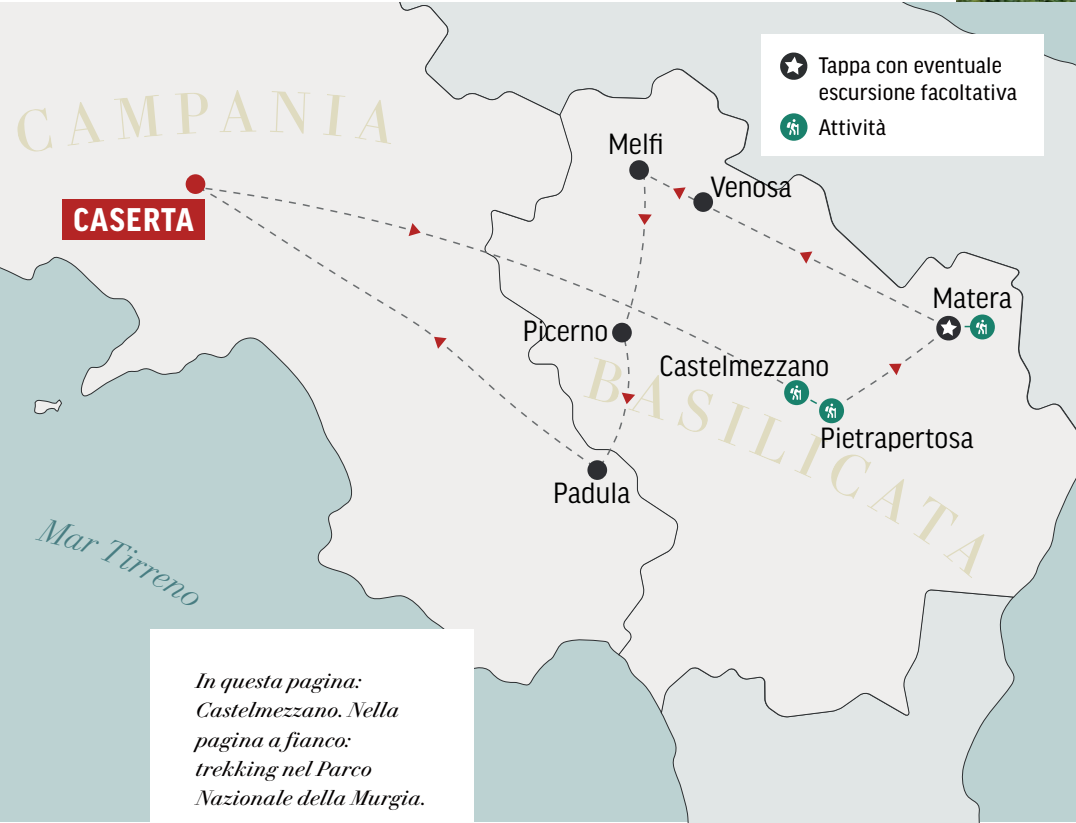 Tappa con eventuale
escursione facoltativa
Attività
CAMPANIA
Melfi
Venosa
CASERTA
Matera
Picerno
Castelmezzano
BASILICATA
Pietrapertosa
Padula
Mar Tirreno
In questa pagina:
Castelmezzano. Nella
pagina a fianco:
trekking nel Parco
Nazionale della Murgia.